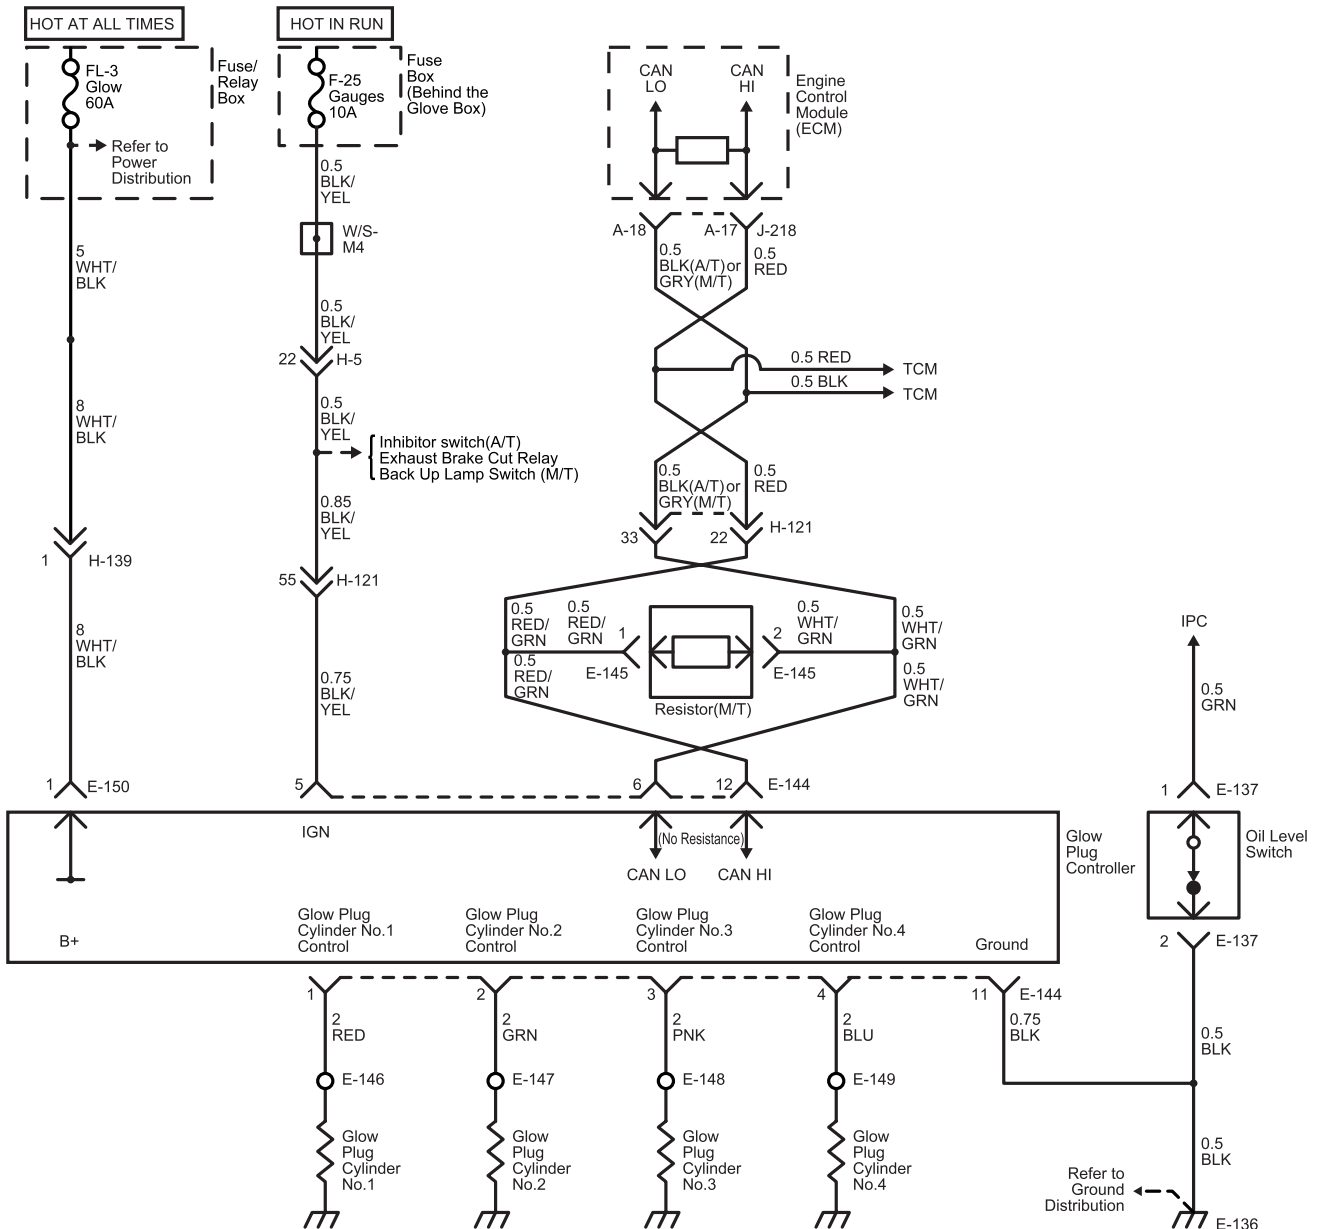 HOT AT ALL TIMES
HOT IN RUN
FL-3
Glow
60A
Fuse/
Relay
Box
Refer to
Power
Distribution
F-25
Gauges
10A
Fuse
Box
(Behind the
Glove Box)
CAN
LO
CAN
HI
Engine
Control
Module
(ECM)
0.5
BLK/
YEL
W/S-
M4
A-18
A-17
J-218
5
WHT/
BLK
0.5
BLK(A/T)or
GRY(M/T)
0.5
RED
0.5
BLK/
YEL
22
H-5
0.5 RED
TCM
0.5 BLK
TCM
8
WHT/
BLK
0.5
BLK/
YEL
Inhibitor switch(A/T)
Exhaust Brake Cut Relay
Back Up Lamp Switch (M/T)
0.5
BLK(A/T)or
GRY(M/T)
0.5
RED
0.85
BLK/
YEL
33
22
H-121
1
H-139
55
H-121
8
WHT/
BLK
0.5
RED/
GRN
0.5
RED/
GRN
1
2
0.5
WHT/
GRN
0.5
WHT/
GRN
IPC
0.5
RED/
GRN
E-145
E-145
0.5
WHT/
GRN
Resistor(M/T)
0.75
BLK/
YEL
0.5
GRN
1
E-150
5
6
12
E-144
1
E-137
IGN
(No Resistance)
CAN LO
CAN HI
Glow
Plug
Controller
Oil Level
Switch
B+
Glow Plug
Cylinder No.1
Control
Glow Plug
Cylinder No.2
Control
Glow Plug
Cylinder No.3
Control
Glow Plug
Cylinder No.4
Control
Ground
2
E-137
1
2
3
4
11
E-144
2
RED
2
GRN
2
PNK
2
BLU
0.75
BLK
0.5
BLK
E-146
E-147
E-148
E-149
Glow
Plug
Cylinder
No.1
Glow
Plug
Cylinder
No.2
Glow
Plug
Cylinder
No.3
Glow
Plug
Cylinder
No.4
0.5
BLK
Refer to
Ground
Distribution
E-136